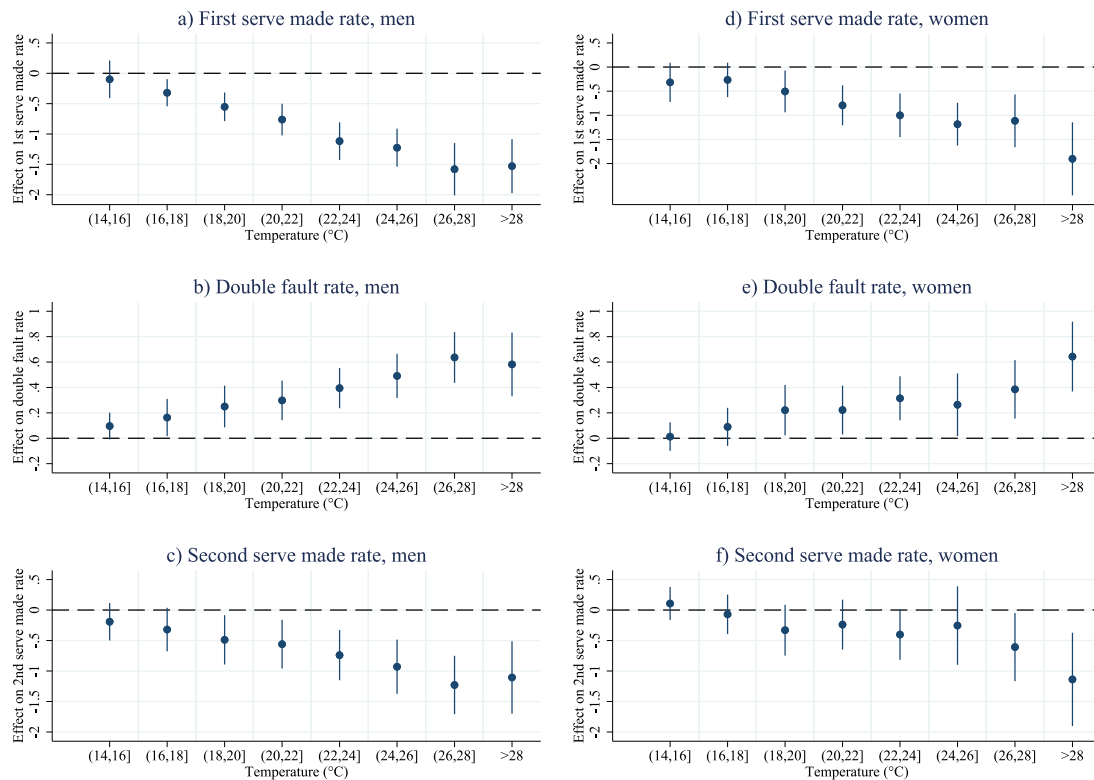 a) First serve made rate, men
Effect on 1st serve made rate
.5
0
-.5
-1
-1.5
-2
(14,16] (16,18] (18,20] (20,22] (22,24] (24,26] (26,28] >28
Temperature (°C)
d) First serve made rate, women
Effect on 1st serve made rate
.5
0
-.5
-1
-1.5
-2
(14,16] (16,18] (18,20] (20,22] (22,24] (24,26] (26,28] >28
Temperature (°C)
b) Double fault rate, men
Effect on double fault rate
1
.8
.6
.4
.2
0
-.2
(14,16] (16,18] (18,20] (20,22] (22,24] (24,26] (26,28] >28
Temperature (°C)
e) Double fault rate, women
Effect on double fault rate
1
.8
.6
.4
.2
0
-.2
(14,16] (16,18] (18,20] (20,22] (22,24] (24,26] (26,28] >28
Temperature (°C)
c) Second serve made rate, men
Effect on 2nd serve made rate
.5
0
-.5
-1
-1.5
-2
(14,16] (16,18] (18,20] (20,22] (22,24] (24,26] (26,28] >28
Temperature (°C)
f) Second serve made rate, women
Effect on 2nd serve made rate
.5
0
-.5
-1
-1.5
-2
(14,16] (16,18] (18,20] (20,22] (22,24] (24,26] (26,28] >28
Temperature (°C)